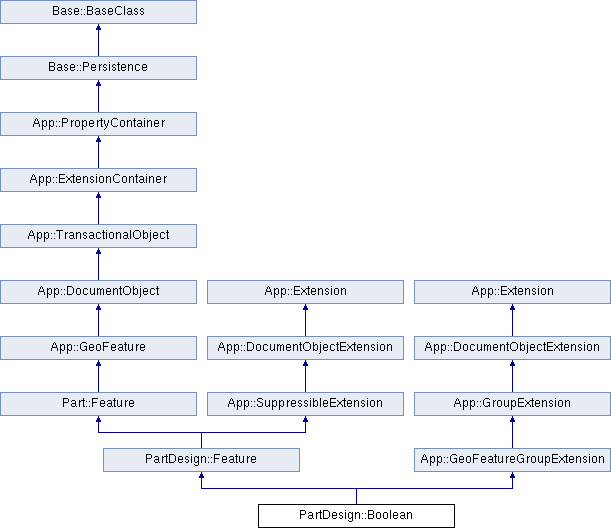 Base::BaseClass
Base::Persistence
App::PropertyContainer
App::ExtensionContainer
App::TransactionalObject
App::DocumentObject
App::Extension
App::Extension
App::GeoFeature
App::DocumentObjectExtension
App::DocumentObjectExtension
Part::Feature
App::SuppressibleExtension
App::GroupExtension
PartDesign::Feature
App::GeoFeatureGroupExtension
PartDesign::Boolean